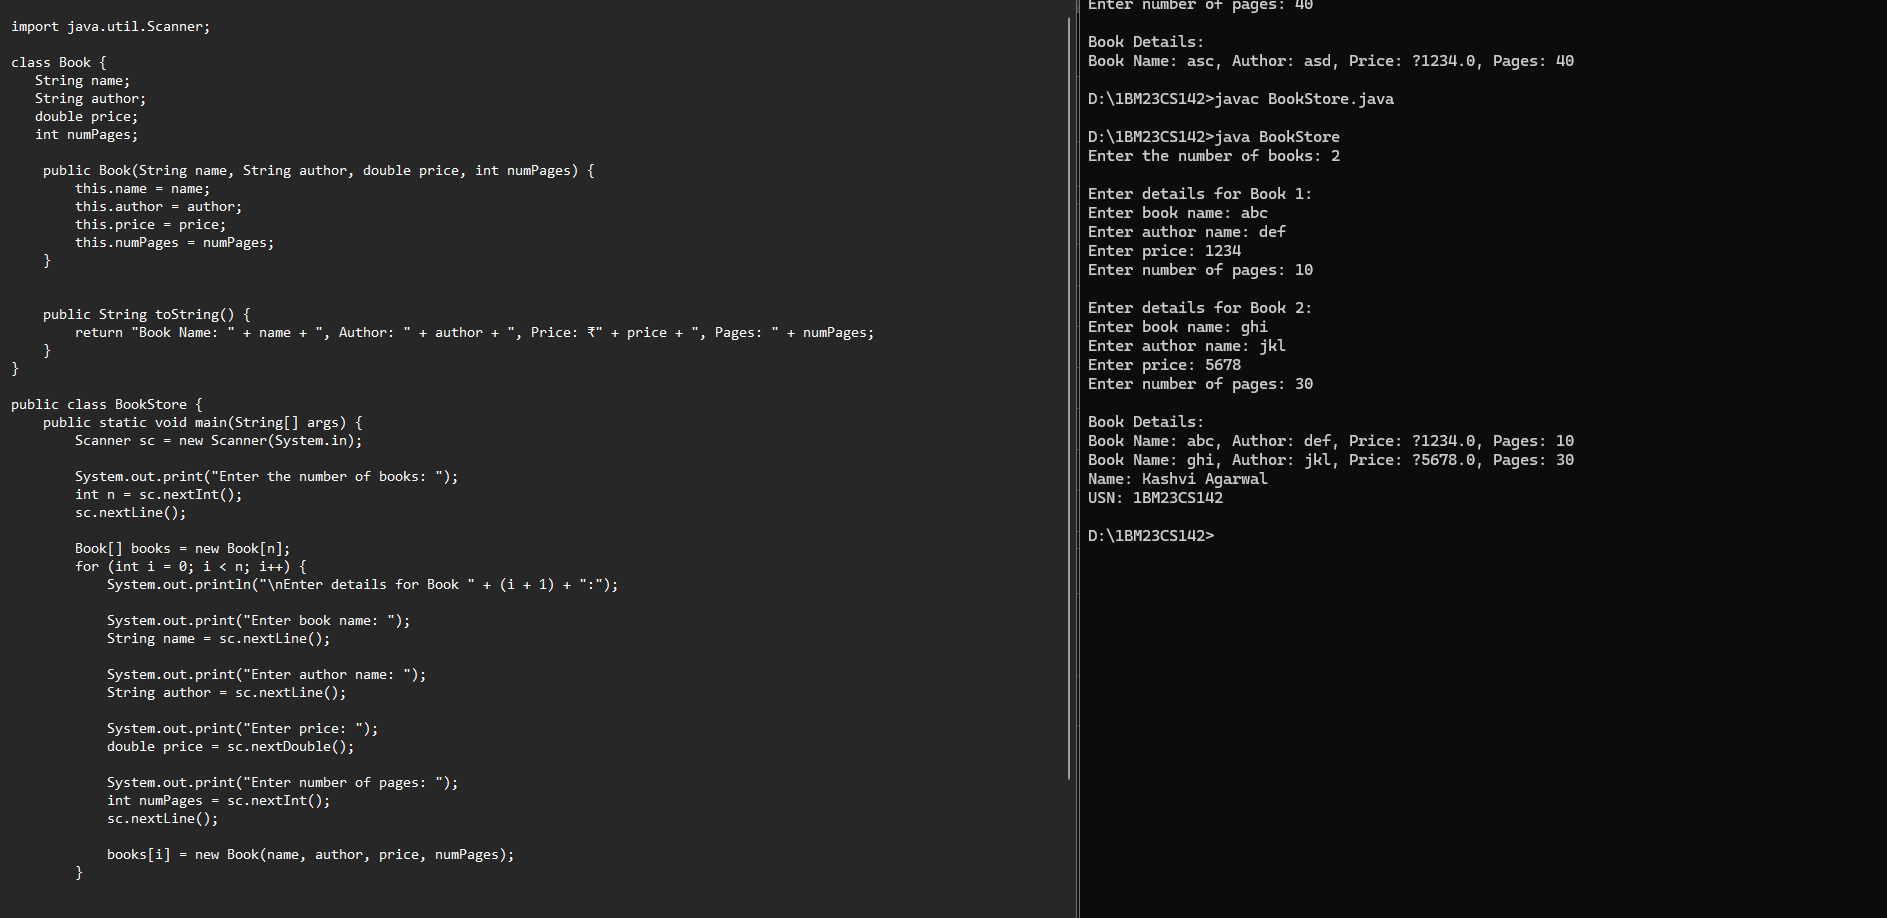 import java.util.Scanner;
class Book {
String name;
String author;
double price;
int numPages;
public Book(String name, String author, double price, int numPages) {
this.name = name;
this.author = author;
this.price = price;
this.numPages = numPages;
}
public String toString() {
return "Book Name: " + name + ", Author: " + author + ", Price: ₹" + price + ", Pages: " + numPages;
}
}
public class BookStore {
public static void main(String[] args) {
Scanner sc = new Scanner(System.in);
System.out.print("Enter the number of books: ");
int n = sc.nextInt();
sc.nextLine();
Book[] books = new Book[n];
for (int i = 0; i < n; i++) {
System.out.println("\nEnter details for Book " + (i + 1) + ":");
System.out.print("Enter book name: ");
String name = sc.nextLine();
System.out.print("Enter author name: ");
String author = sc.nextLine();
System.out.print("Enter price: ");
double price = sc.nextDouble();
System.out.print("Enter number of pages: ");
int numPages = sc.nextInt();
sc.nextLine();
books[i] = new Book(name, author, price, numPages);
}
Enter number of pages: 40
Book Details:
Book Name: asc, Author: asd, Price: ?1234.0, Pages: 40
D:\1BM23CS142>javac BookStore.java
D:\1BM23CS142>java BookStore
Enter the number of books: 2
Enter details for Book 1:
Enter book name: abc
Enter author name: def
Enter price: 1234
Enter number of pages: 10
Enter details for Book 2:
Enter book name: ghi
Enter author name: jkl
Enter price: 5678
Enter number of pages: 30
Book Details:
Book Name: abc, Author: def, Price: ?1234.0, Pages: 10
Book Name: ghi, Author: jkl, Price: ?5678.0, Pages: 30
Name: Kashvi Agarwal
USN: 1BM23CS142
D:\1BM23CS142>